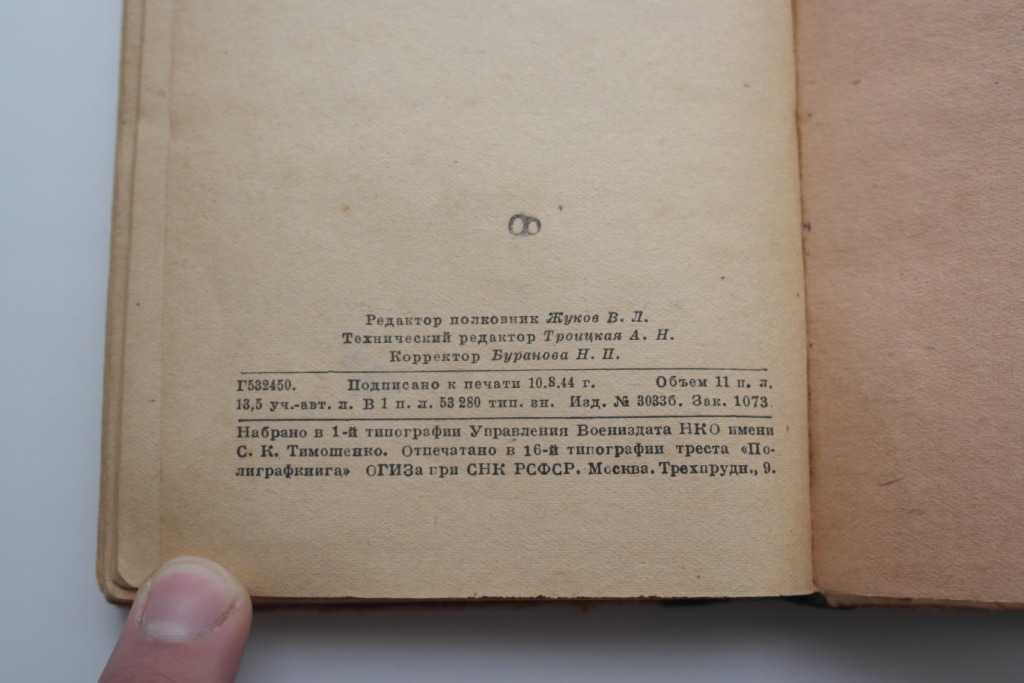 Редактор полковник Жуков В. Л.
Технический редактор Троицкая А. Н.
Корректор Буранова Н. П.
Г532450. Подписано к печати 10.8.44 г. Объем 11 п. л.
13,5 уч.-авт. л. В 1 п. л. 53 280 тип. зн. Изд. № 3033б. Зак. 1073
Набрано в 1-й типографии Управления Воениздата НКО имени
С. К. Тимошенко. Отпечатано в 16-й типографии треста «По-
лиграфкнига» ОГИЗа при СНК РСФСР. Москва. Трехпрудн., 9.